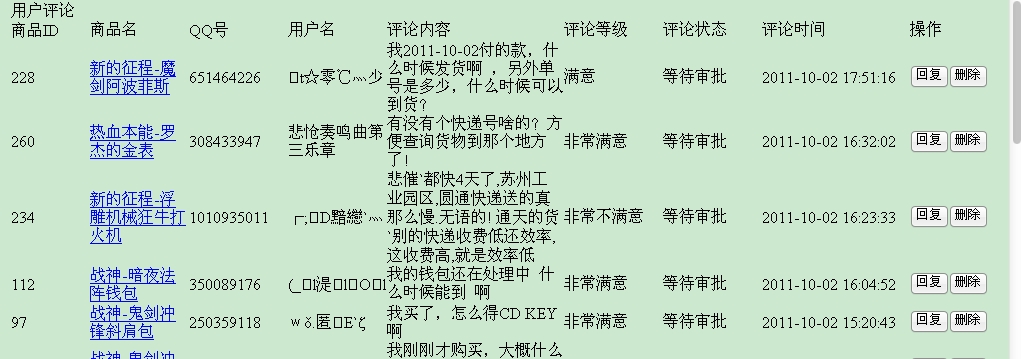 用户评论
商品ID 商品名 QQ号 用户名 评论内容 评论等级 评论状态 评论时间 操作
228 新的征程-魔剑阿波菲斯 651464226 我2011-10-02付的款，什 满意 等待审批 2011-10-02 17:51:16 回复 删除
么时候发货啊 ，另外单
号是多少，什么时候可以
到货？
260 热血本能-罗杰的金表 308433947 悲怆奏鸣曲第三乐章 有没有个快递号啥的？方 非常满意 等待审批 2011-10-02 16:32:02 回复 删除
便查询货物到那个地方
了！
234 新的征程-浮雕机械狂牛打火机 1010935011 悲催`都快4天了,苏州工 非常不满意 等待审批 2011-10-02 16:23:33 回复 删除
业园区,圆通快递送的真
那么慢.无语的! 通天的货
`别的快递收费低还效率,
这收费高,就是效率低
112 战神-暗夜法阵钱包 350089176 我的钱包还在处理中 什 非常满意 等待审批 2011-10-02 16:04:52 回复 删除
么时候能到 啊
97 战神-鬼剑冲锋斜肩包 250359118 我买了，怎么得CD KEY 非常满意 等待审批 2011-10-02 15:20:43 回复 删除
啊
战神-鬼剑冲 我刚刚才购买，大概什么